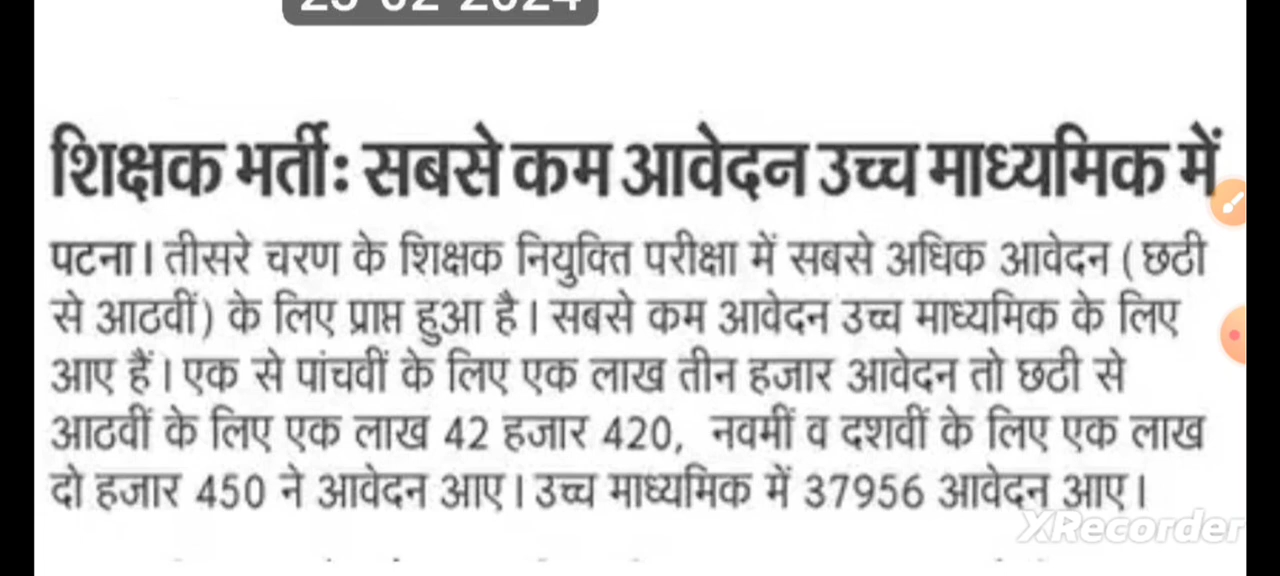 शिक्षक भर्ती: सबसे कम आवेदन उच्च माध्यमिक में
पटना। तीसरे चरण के शिक्षक नियुक्ति परीक्षा में सबसे अधिक आवेदन (छठी
से आठवीं) के लिए प्राप्त हुआ है। सबसे कम आवेदन उच्च माध्यमिक के लिए
आए हैं। एक से पांचवीं के लिए एक लाख तीन हजार आवेदन तो छठी से
आठवीं के लिए एक लाख 42 हजार 420, नवमीं व दशवीं के लिए एक लाख
दो हजार 450 ने आवेदन आए। उच्च माध्यमिक में 37956 आवेदन आए।
XRecorder